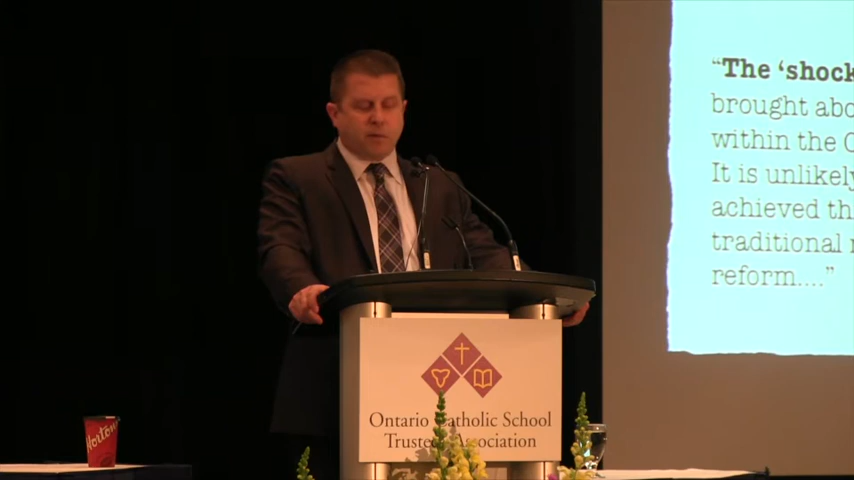 “The ‘shock
brought abo
within the C
It is unlikely
achieved th
traditional r
reform....”
Ontario Catholic School
Trustees Association
Hortons